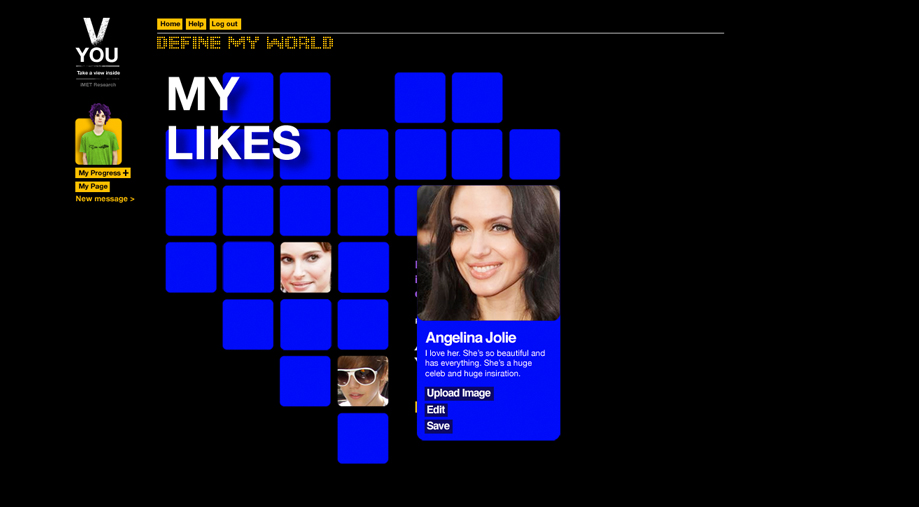 Home Help Log out
DEFINE MY WORLD
V
YOU
Take a view inside
MY
LIKES
My Progress +
My Page
New message >
Angelina Jolie
I love her. She's so beautiful and
has everything. She's a huge
celeb and huge insiration.
Upload Image
Edit
Save